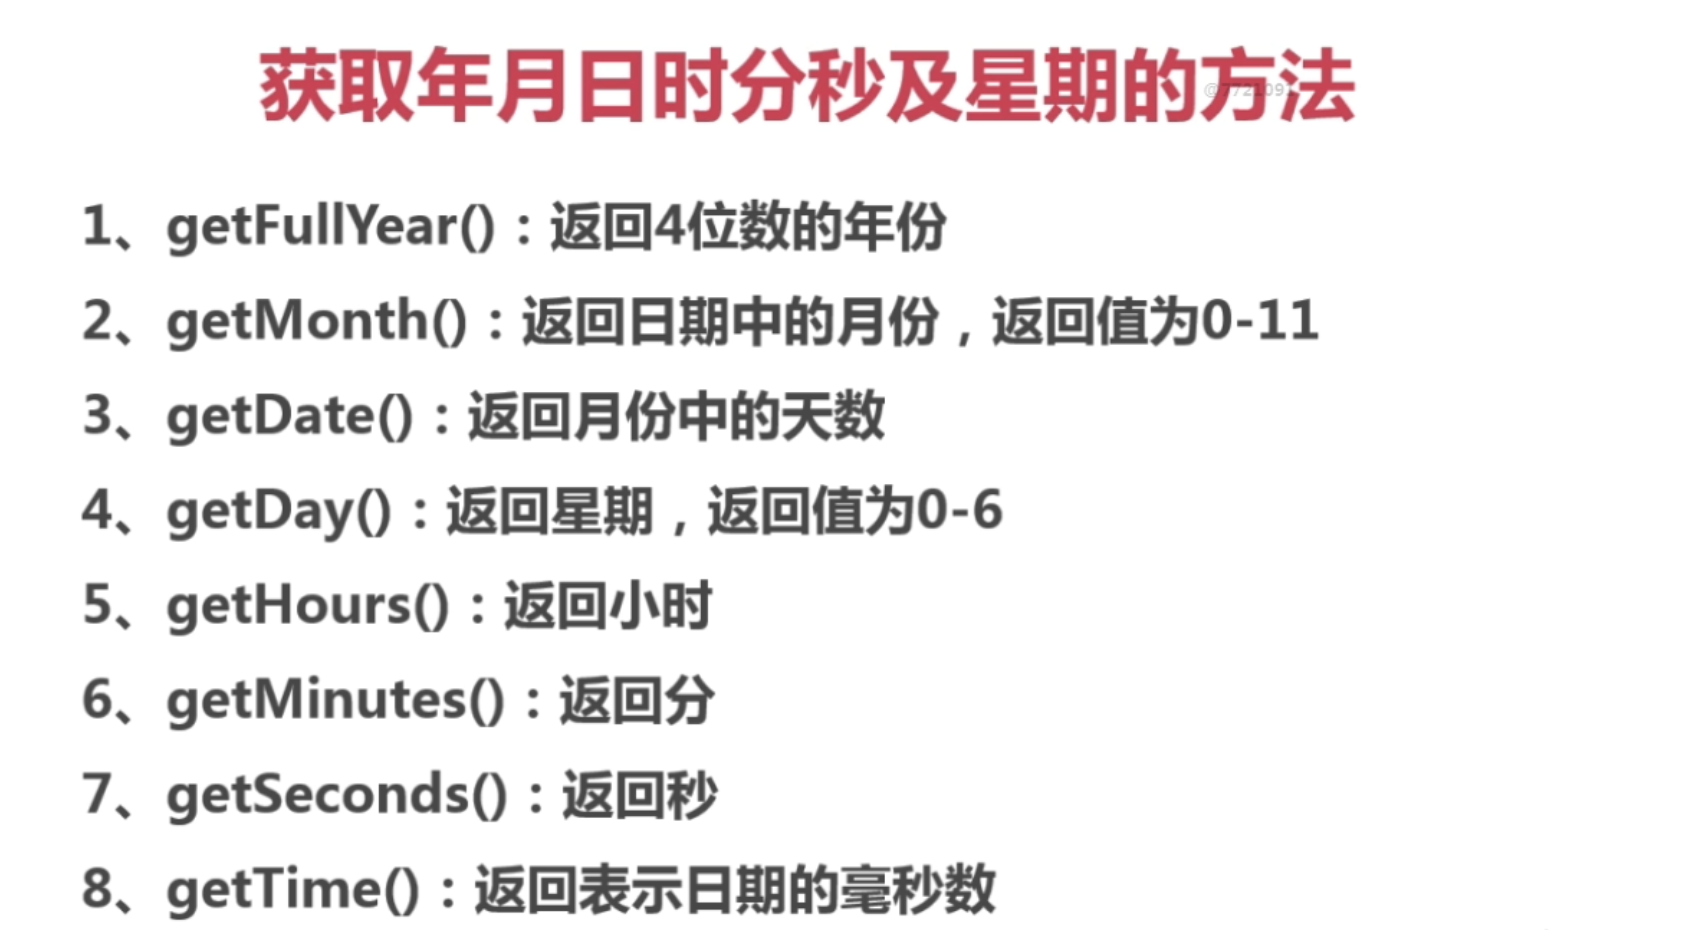 获取年月日时分秒及星期的方法
1、getFullYear()：返回4位数的年份
2、getMonth()：返回日期中的月份，返回值为0-11
3、getDate()：返回月份中的天数
4、getDay()：返回星期，返回值为0-6
5、getHours()：返回小时
6、getMinutes()：返回分
7、getSeconds()：返回秒
8、getTime()：返回表示日期的毫秒数